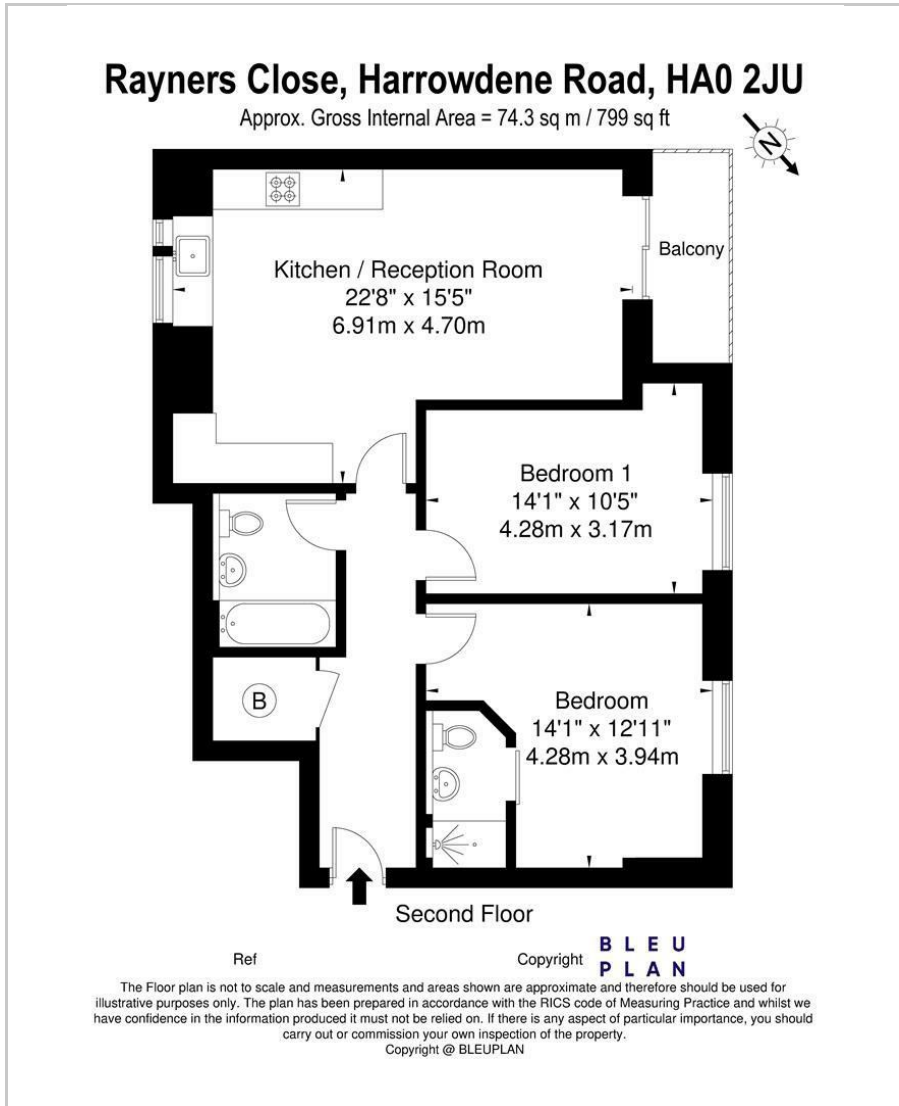 Rayners Close, Harrowdene Road, HA0 2JU
Approx. Gross Internal Area = 74.3 sq m / 799 sq ft
N
Balcony
Kitchen / Reception Room
22'8" x 15'5"
6.91m x 4.70m
Bedroom 1
14'1" x 10'5"
4.28m x 3.17m
B
Bedroom
14'1" x 12'11"
4.28m x 3.94m
Second Floor
Ref
Copyright
BLEU
PLAN
The Floor plan is not to scale and measurements and areas shown are approximate and therefore should be used for
illustrative purposes only. The plan has been prepared in accordance with the RICS code of Measuring Practice and whilst we
have confidence in the information produced it must not be relied on. If there is any aspect of particular importance, you should
carry out or commission your own inspection of the property.
Copyright @ BLEUPLAN